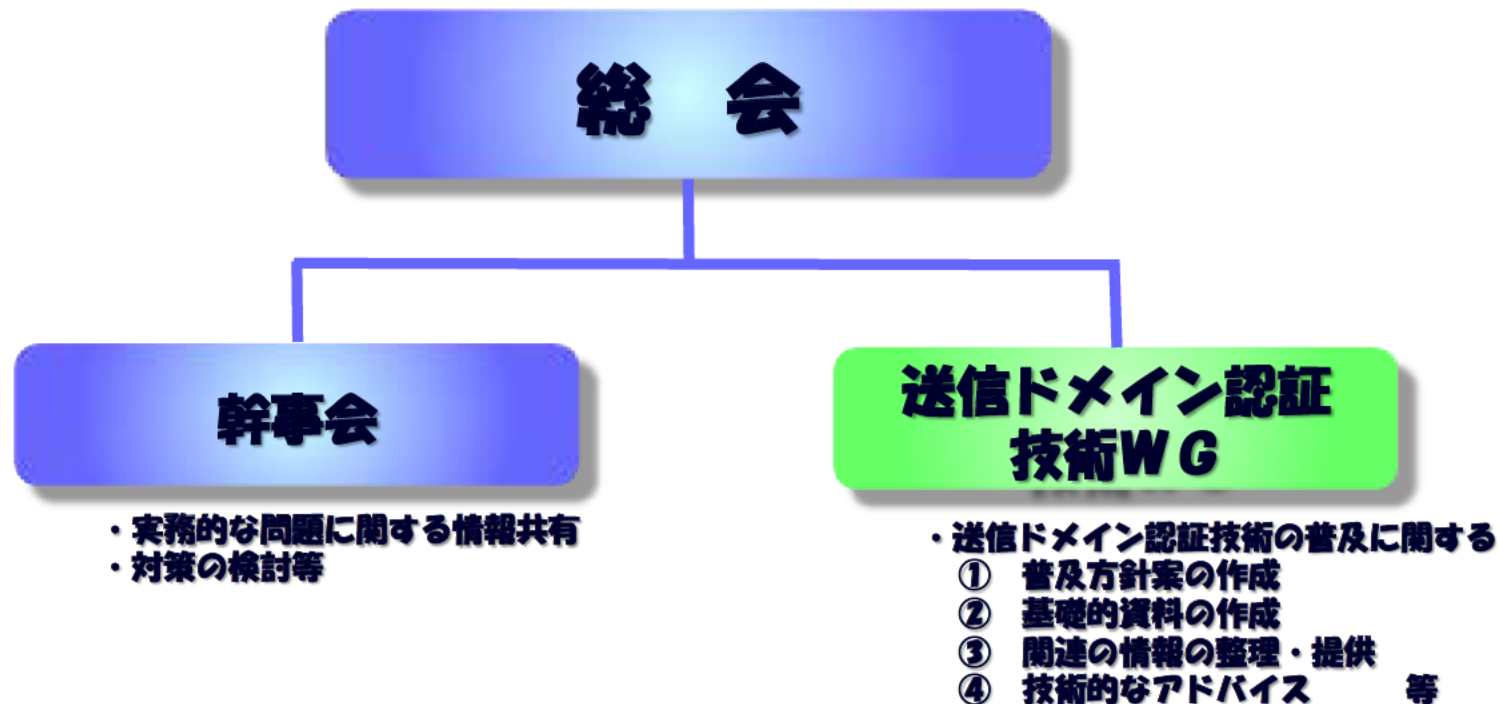 総　会
幹事会
・実務的な問題に関する情報共有
・対策の検討等
送信ドメイン認証
技術ＷＧ
・送信ドメイン認証技術の普及に関する
①　普及方針案の作成
②　基礎的資料の作成
③　関連の情報の整理・提供
④　技術的なアドバイス　　　等